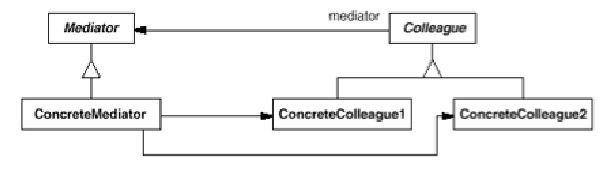 mediator
Mediator
Colleague
ConcreteMediator
ConcreteColleague1
ConcreteColleague2